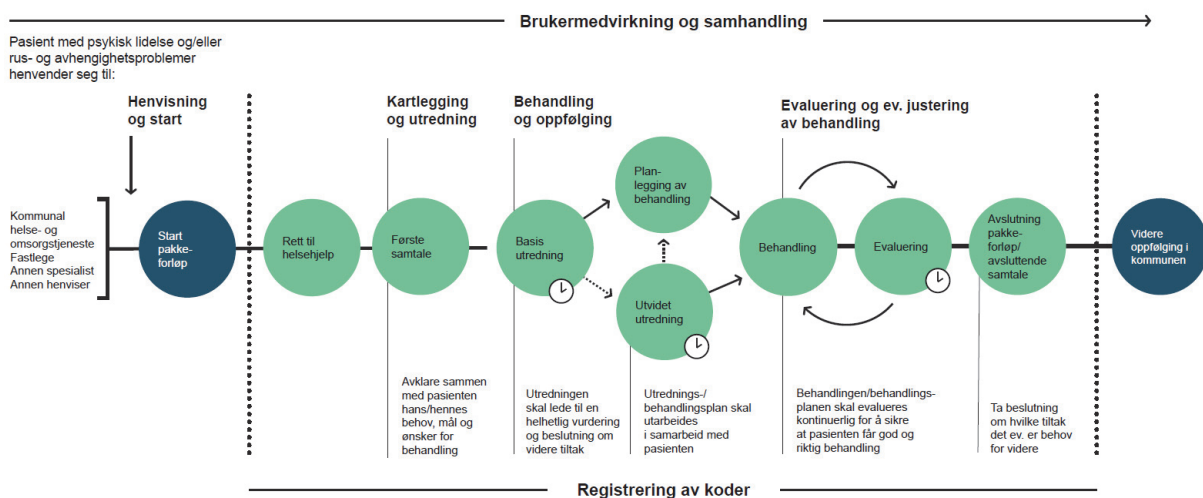 Brukermedvirkning og samhandling
Pasient med psykisk lidelse og/eller
rus- og avhengighetsproblemer
henvender seg til:
Henvisning
og start
Kartlegging
og utredning
Behandling
og oppfølging
Evaluering og ev. justering
av behandling
Kommunal
helse- og
omsorgstjeneste
Fastlege
Annen spesialist
Annen henviser
Start
pakke-
forløp
Rett til
helsehjelp
Første
samtale
Basis
utredning
Plan-
legging av
behandling
Utvidet
utredning
Behandling
Evaluering
Avslutning
pakke-
forløp/
avsluttende
samtale
Videre
oppfølging i
kommunen
Avklare sammen
med pasienten
hans/hennes
behov, mål og
ønsker for
behandling
Utredningen
skal lede til en
helhetlig vurdering
og beslutning om
videre tiltak
Utrednings-/
behandlingsplan skal
utarbeides
i samarbeid med
pasienten
Behandlingen/behandlings-
planen skal evalueres
kontinuerlig for å sikre
at pasienten får god og
riktig behandling
Ta beslutning
om hvilke tiltak
det ev. er behov
for videre
Registrering av koder